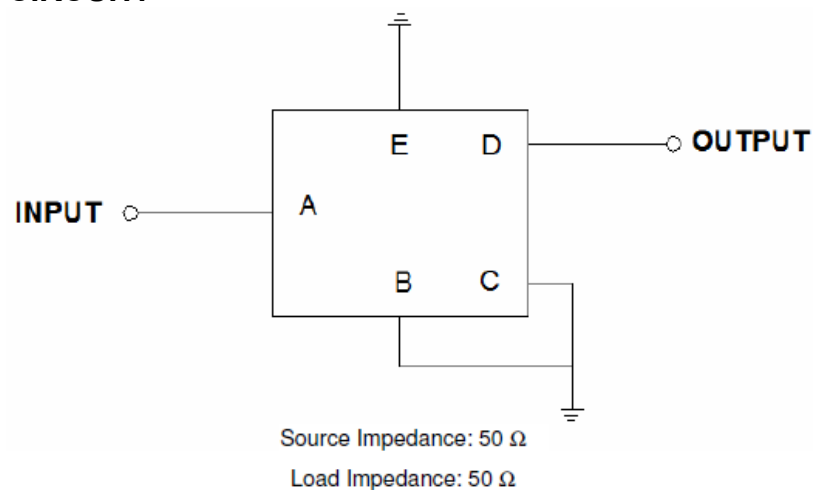 E D OUTPUT
INPUT A
B C
Source Impedance: 50 Ω
Load Impedance: 50 Ω